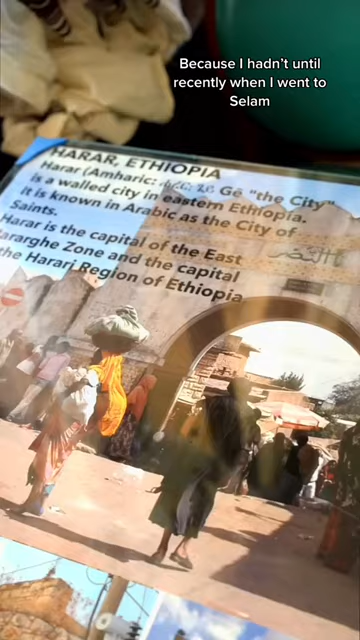 Because I hadn't until
recently when I went to
Selam
HARAR, ETHIOPIA
Harar (Amharic: Gē "the City"
is a walled city in eastern Ethiopia.
It is known in Arabic as the City of
Saints.
Harar is the capital of the East
ararghe Zone and the capital
the Harari Region of Ethiopia